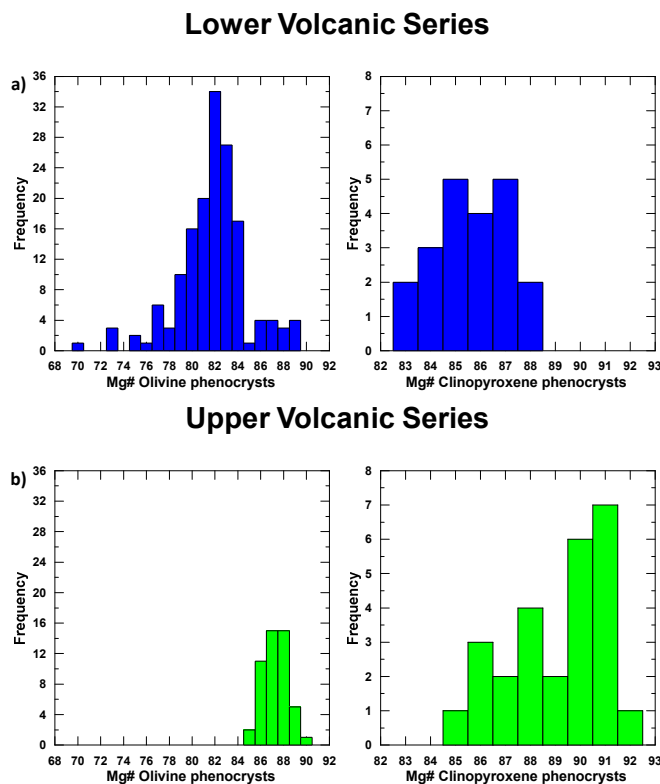 Lower Volcanic Series
a)
36
32
28
24
20
16
12
8
4
0
Frequency
68 70 72 74 76 78 80 82 84 86 88 90 92
Mg# Olivine phenocrysts
8
7
6
5
4
3
2
1
0
Frequency
82 83 84 85 86 87 88 89 90 91 92 93
Mg# Clinopyroxene phenocrysts
Upper Volcanic Series
b)
36
32
28
24
20
16
12
8
4
0
Frequency
68 70 72 74 76 78 80 82 84 86 88 90 92
Mg# Olivine phenocrysts
8
7
6
5
4
3
2
1
0
Frequency
82 83 84 85 86 87 88 89 90 91 92 93
Mg# Clinopyroxene phenocrysts